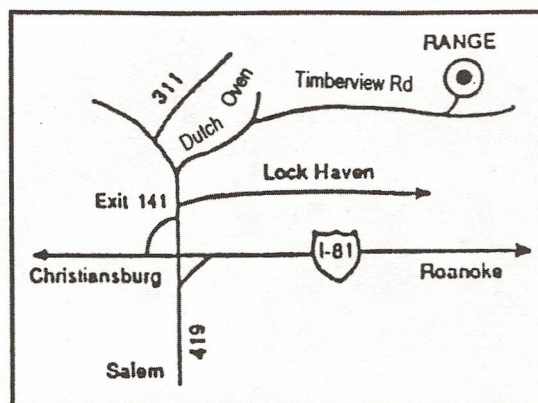 RANGE
311
Timberview Rd
Dutch Oven
Lock Haven
Exit 141
I-81
Christiansburg
Roanoke
419
Salem